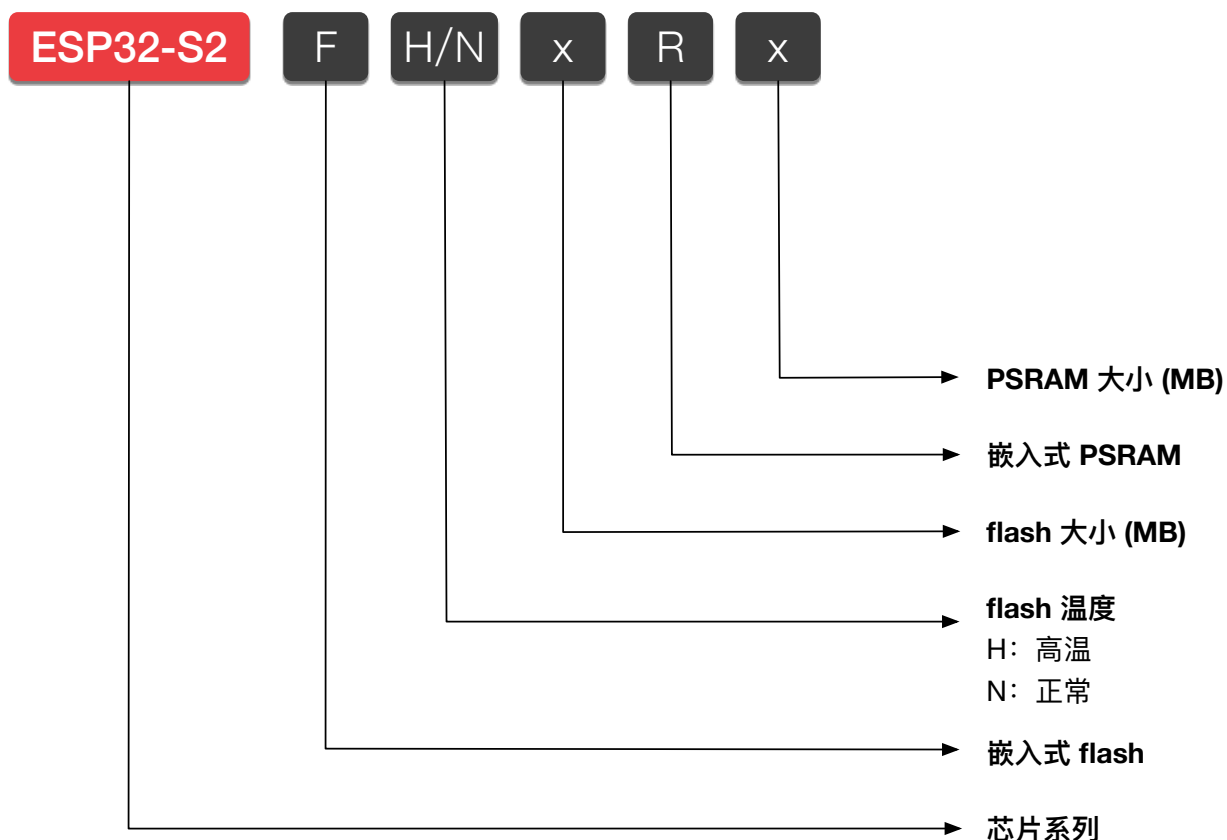 ESP32-S2 F H/N x R x
PSRAM 大小 (MB)
嵌入式 PSRAM
flash 大小 (MB)
flash 温度
H：高温
N：正常
嵌入式 flash
芯片系列